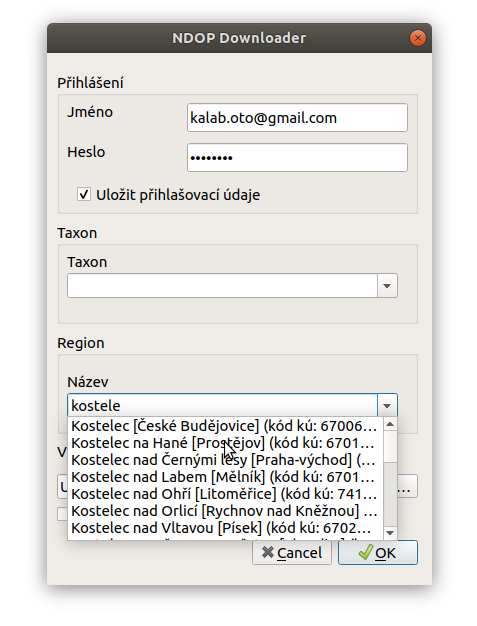 NDOP Downloader
Přihlášení
Jméno
kalab.oto@gmail.com
Heslo
••••••••
Uložit přihlašovací údaje
Taxon
Taxon
Region
Název
kostele
Kostelec [České Budějovice] (kód kú: 67006…
Kostelec na Hané [Prostějov] (kód kú: 6701…
Kostelec nad Černými lesy [Praha-východ] (…
Kostelec nad Labem [Mělník] (kód kú: 6701…
Kostelec nad Ohří [Litoměřice] (kód kú: 741…
Kostelec nad Orlicí [Rychnov nad Kněžnou] …
Kostelec nad Vltavou [Písek] (kód kú: 6702…
V
U
...
Cancel
OK